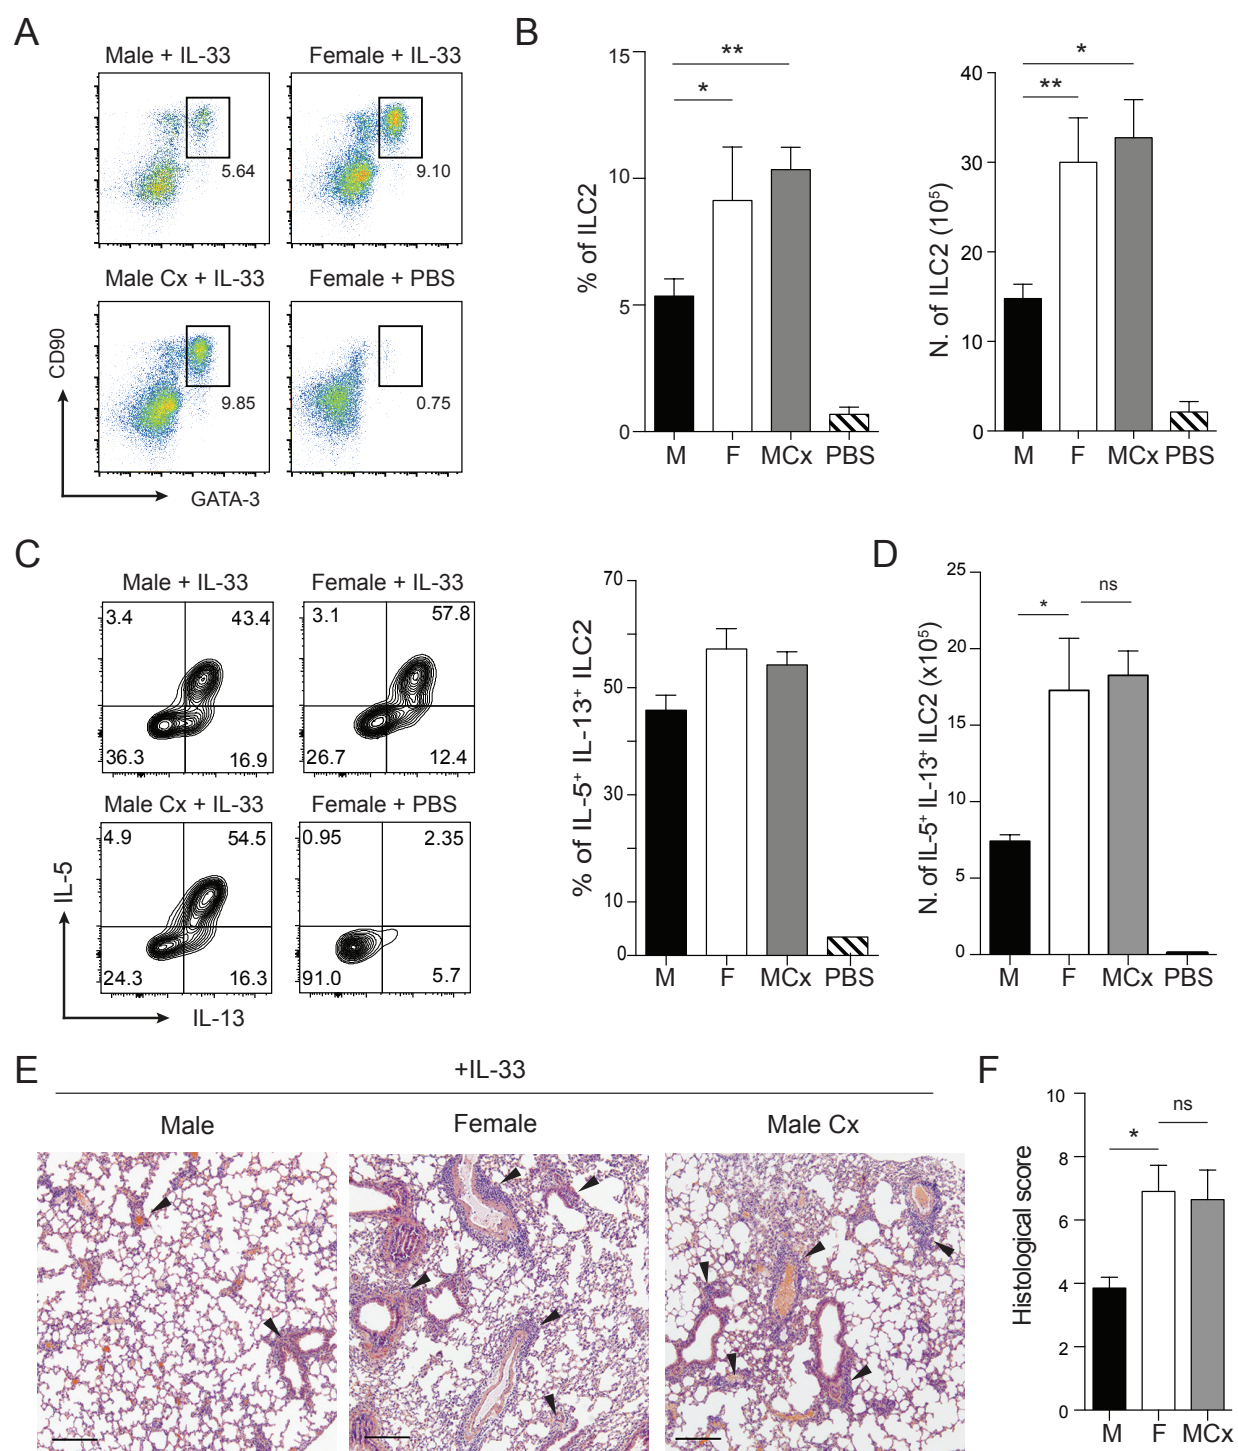 A
Male + IL-33
Female + IL-33
5.64
9.10
Male Cx + IL-33
Female + PBS
9.85
0.75
CD90
GATA-3
B
% of ILC2
15
10
5
0
**
*
M F MCx PBS
N. of ILC2 (10⁵)
40
30
20
10
0
*
**
M F MCx PBS
C
Male + IL-33
Female + IL-33
3.4 43.4
36.3 16.9
3.1 57.8
26.7 12.4
Male Cx + IL-33
Female + PBS
4.9 54.5
24.3 16.3
0.95 2.35
91.0 5.7
IL-5
IL-13
% of IL-5⁺ IL-13⁺ ILC2
70
50
30
10
0
M F MCx PBS
D
N. of IL-5⁺ IL-13⁺ ILC2 (x10⁵)
25
20
15
10
5
0
*
ns
M F MCx PBS
E
+IL-33
Male
Female
Male Cx
F
Histological score
10
8
6
4
2
0
*
ns
M F MCx